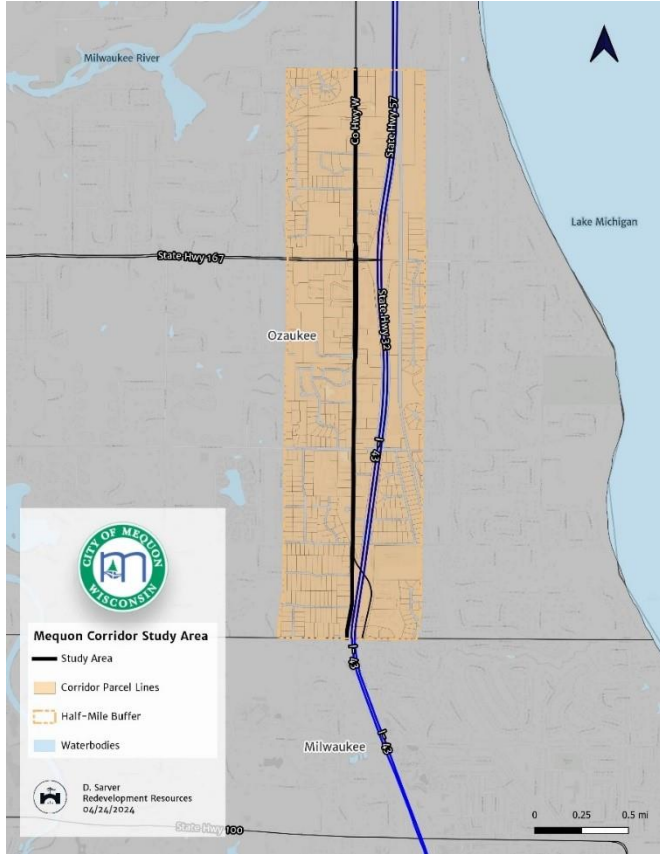 Milwaukee River
Co Hwy W
State Hwy 57
Lake Michigan
State Hwy 167
State Hwy 32
Ozaukee
I- 43
CITY OF MEQUON
m
WISCONSIN
Mequon Corridor Study Area
Study Area
Corridor Parcel Lines
Half-Mile Buffer
Waterbodies
D. Sarver
Redevelopment Resources
04/24/2024
I- 43
Milwaukee
I- 43
State Hwy 100
0 0.25 0.5 mi